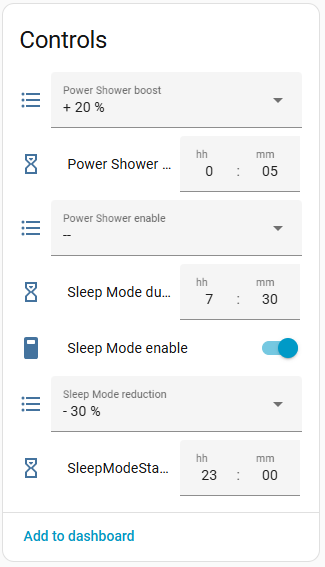 Controls
Power Shower boost
+ 20 %
hh mm
Power Shower ... 0 : 05
Power Shower enable
--
hh mm
Sleep Mode du... 7 : 30
Sleep Mode enable
Sleep Mode reduction
- 30 %
hh mm
SleepModeSta... 23 : 00
Add to dashboard